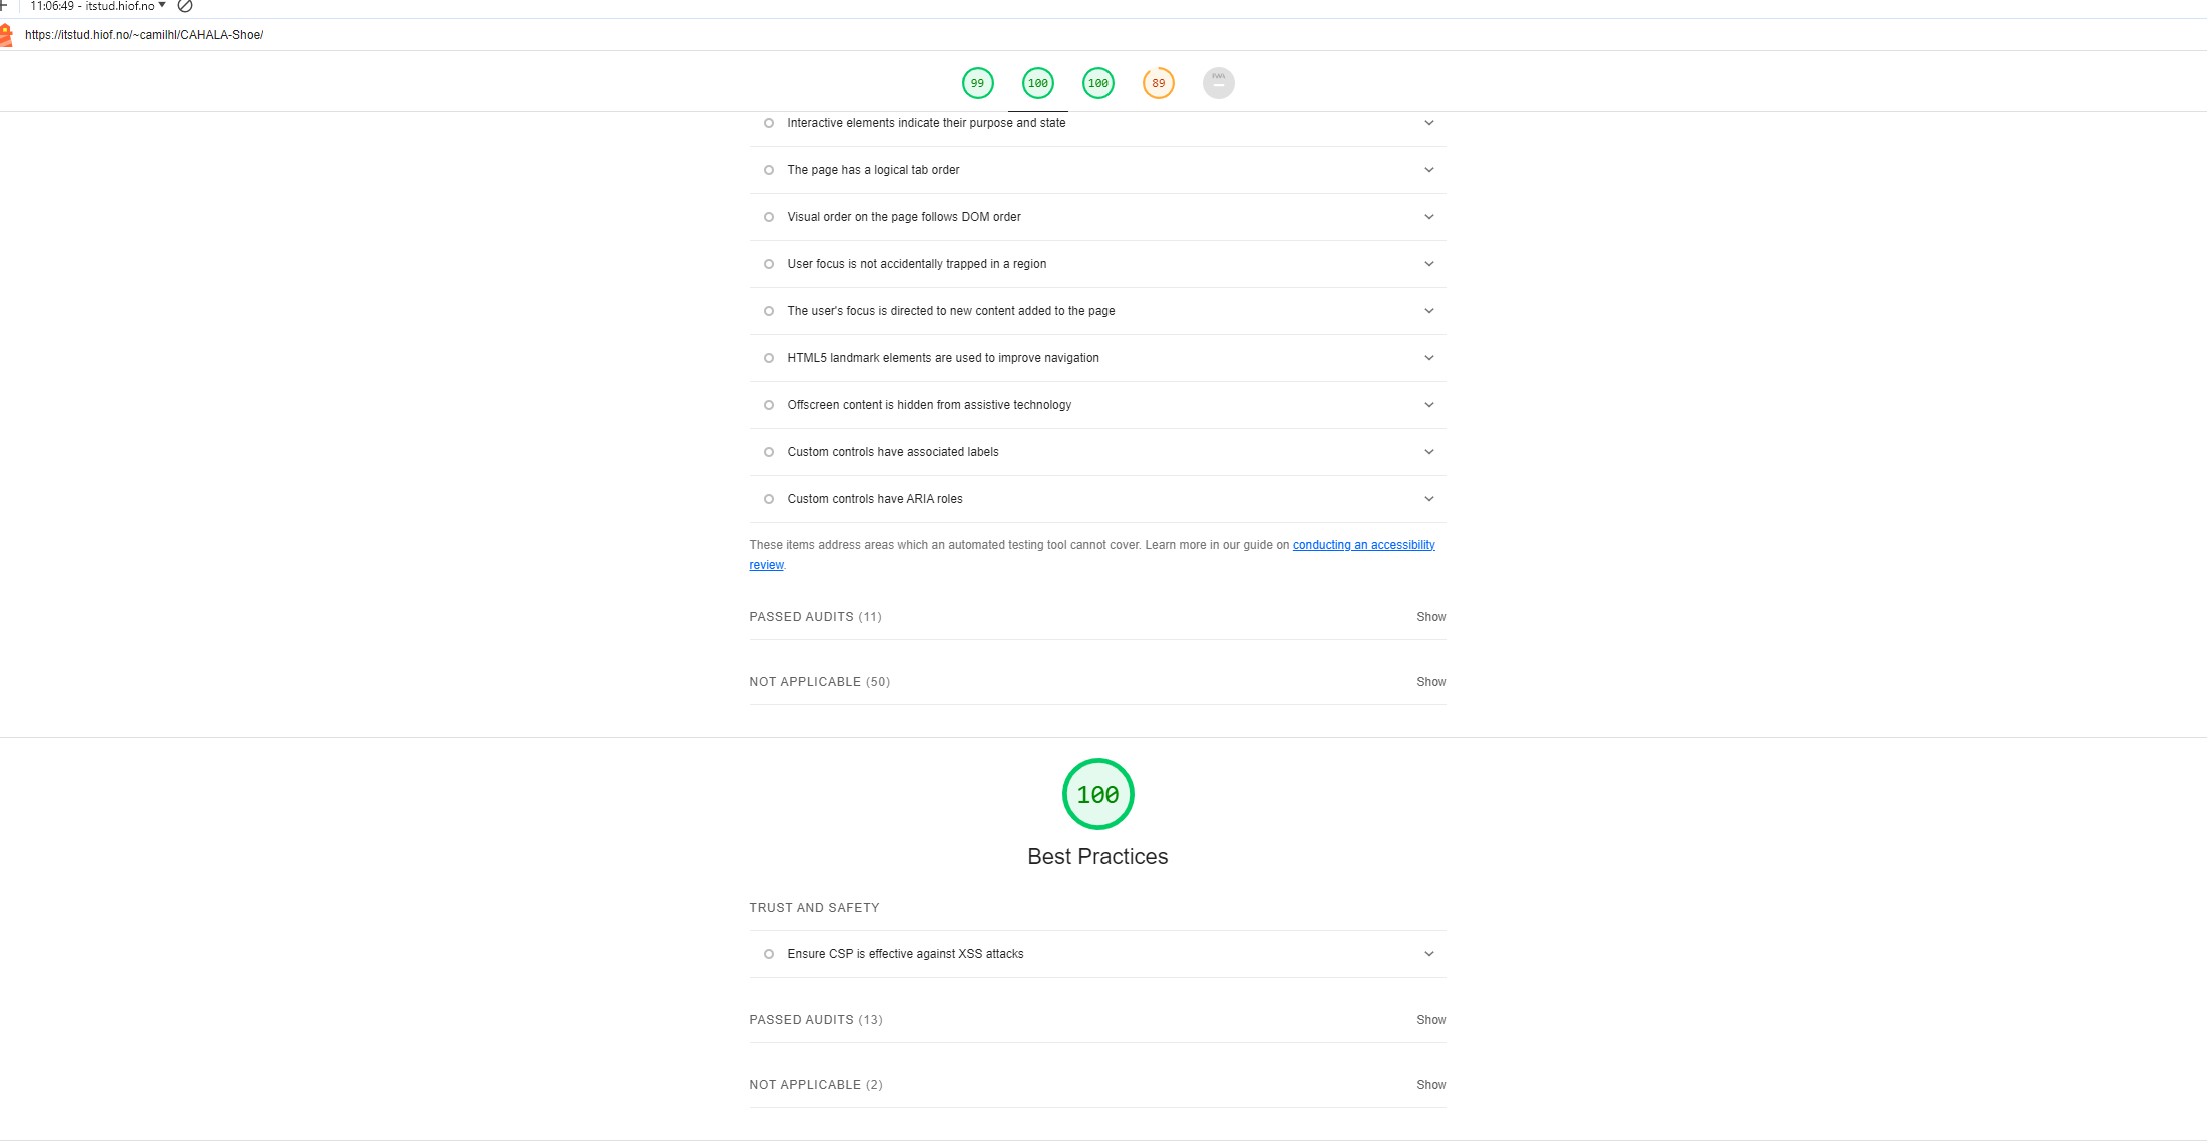 11:06:49 - itstud.hiof.no
https://itstud.hiof.no/~camilhl/CAHALA-Shoe/
99 100 100 89 PWA
Interactive elements indicate their purpose and state
The page has a logical tab order
Visual order on the page follows DOM order
User focus is not accidentally trapped in a region
The user's focus is directed to new content added to the page
HTML5 landmark elements are used to improve navigation
Offscreen content is hidden from assistive technology
Custom controls have associated labels
Custom controls have ARIA roles
These items address areas which an automated testing tool cannot cover. Learn more in our guide on conducting an accessibility
review.
PASSED AUDITS (11) Show
NOT APPLICABLE (50) Show
100
Best Practices
TRUST AND SAFETY
Ensure CSP is effective against XSS attacks
PASSED AUDITS (13) Show
NOT APPLICABLE (2) Show